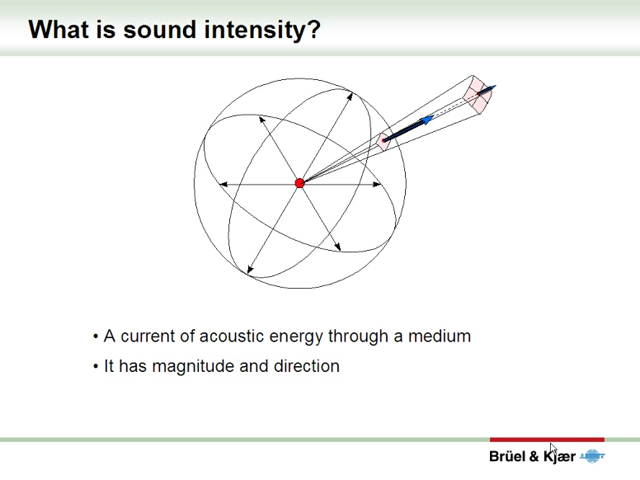 What is sound intensity?
• A current of acoustic energy through a medium
• It has magnitude and direction
Brüel & Kjær